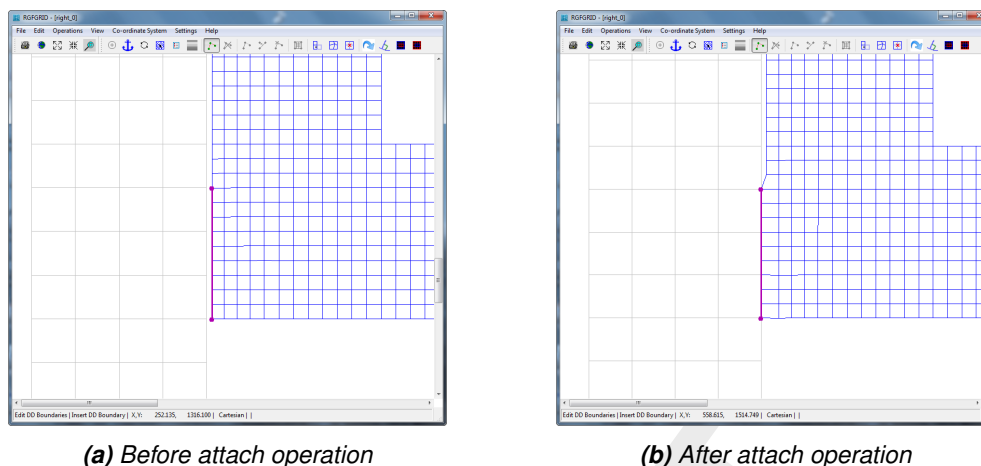 RGFGRID - [right_0]
File Edit Operations View Co-ordinate System Settings Help
Edit DD Boundaries | Insert DD Boundary | X,Y: 252.135, 1316.100 | Cartesian | |
(a) Before attach operation
RGFGRID - [right_0]
File Edit Operations View Co-ordinate System Settings Help
Edit DD Boundaries | Insert DD Boundary | X,Y: 558.615, 1514.749 | Cartesian | |
(b) After attach operation